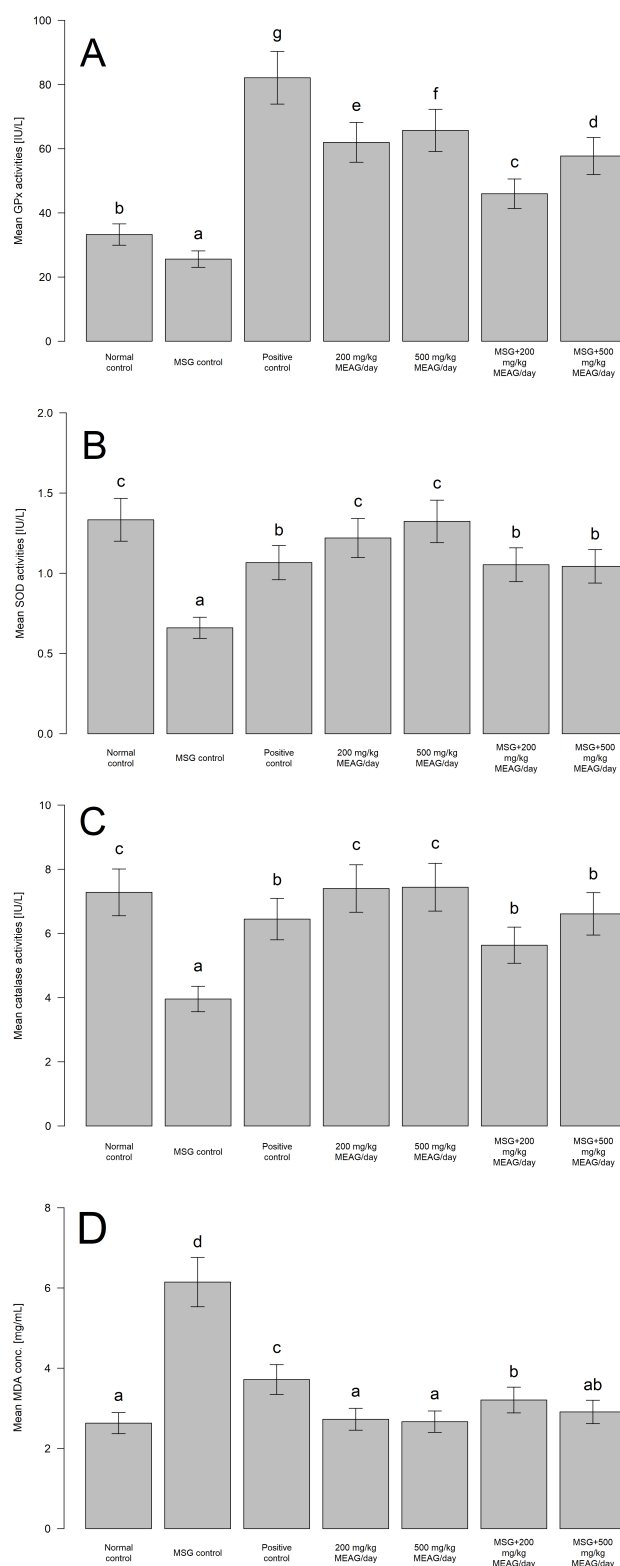 A
Mean GPx activities [IU/L]
100
80
60
40
20
0
b
a
g
e
f
c
d
Normal
control
MSG control
Positive
control
200 mg/kg
MEAG/day
500 mg/kg
MEAG/day
MSG+200
mg/kg
MEAG/day
MSG+500
mg/kg
MEAG/day
B
Mean SOD activities [IU/L]
2.0
1.5
1.0
0.5
0.0
c
a
b
c
c
b
b
Normal
control
MSG control
Positive
control
200 mg/kg
MEAG/day
500 mg/kg
MEAG/day
MSG+200
mg/kg
MEAG/day
MSG+500
mg/kg
MEAG/day
C
Mean catalase activities [IU/L]
10
8
6
4
2
0
c
a
b
c
c
b
b
Normal
control
MSG control
Positive
control
200 mg/kg
MEAG/day
500 mg/kg
MEAG/day
MSG+200
mg/kg
MEAG/day
MSG+500
mg/kg
MEAG/day
D
Mean MDA conc. [mg/mL]
8
6
4
2
0
a
d
c
a
a
b
ab
Normal
control
MSG control
Positive
control
200 mg/kg
MEAG/day
500 mg/kg
MEAG/day
MSG+200
mg/kg
MEAG/day
MSG+500
mg/kg
MEAG/day